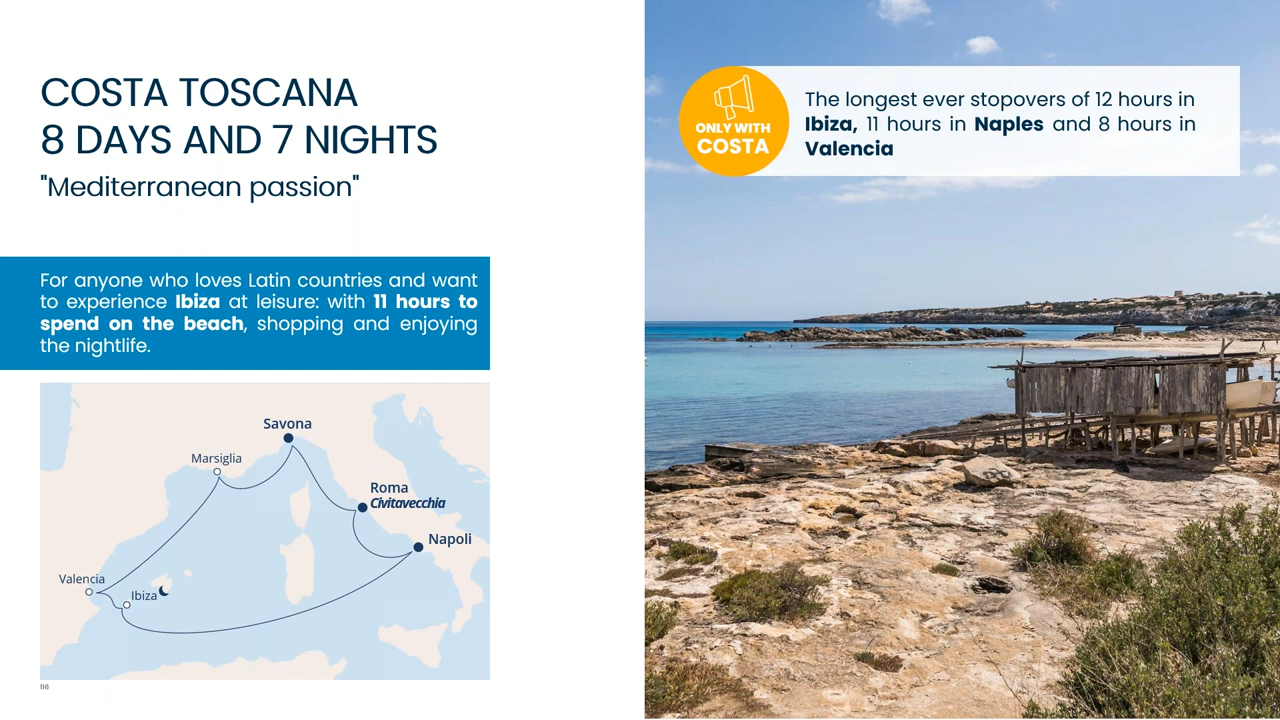 COSTA TOSCANA
8 DAYS AND 7 NIGHTS
"Mediterranean passion"
For anyone who loves Latin countries and want
to experience Ibiza at leisure: with 11 hours to
spend on the beach, shopping and enjoying
the nightlife.
Savona
Marsiglia
Roma
Civitavecchia
Napoli
Valencia
Ibiza
116
ONLY WITH
COSTA
The longest ever stopovers of 12 hours in
Ibiza, 11 hours in Naples and 8 hours in
Valencia